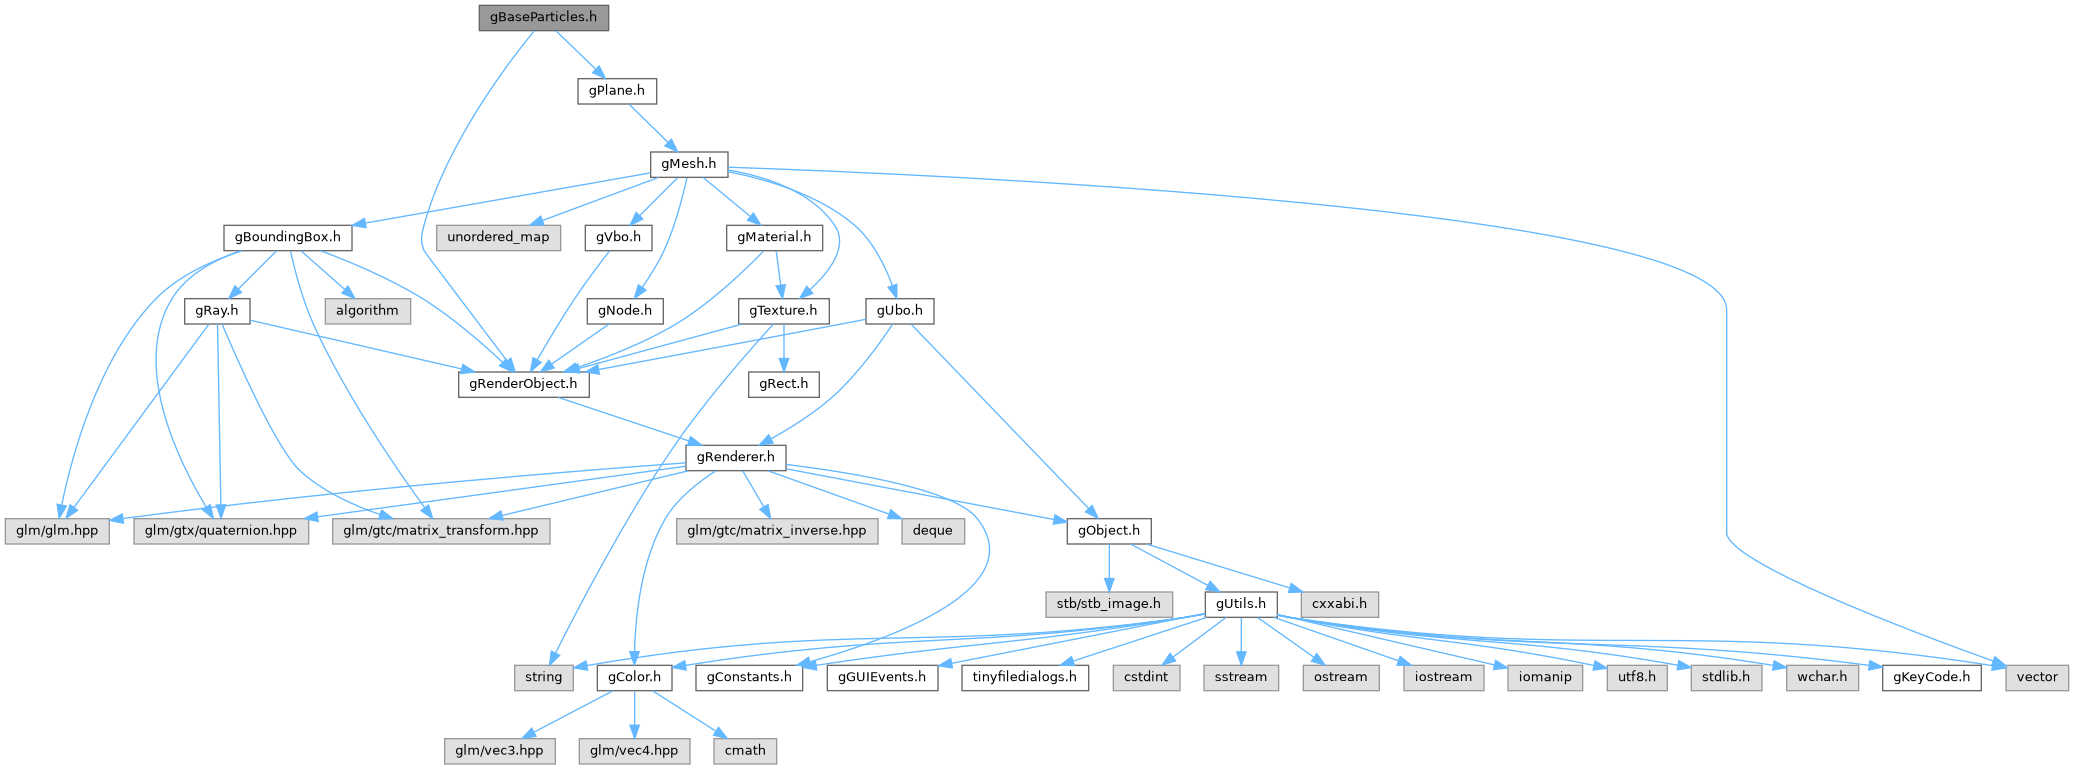 gBaseParticles.h
gPlane.h
gMesh.h
gBoundingBox.h
unordered_map
gVbo.h
gMaterial.h
gRay.h
algorithm
gNode.h
gTexture.h
gUbo.h
gRenderObject.h
gRect.h
gRenderer.h
glm/glm.hpp
glm/gtx/quaternion.hpp
glm/gtc/matrix_transform.hpp
glm/gtc/matrix_inverse.hpp
deque
gObject.h
stb/stb_image.h
gUtils.h
cxxabi.h
string
gColor.h
gConstants.h
gGUIEvents.h
tinyfiledialogs.h
cstdint
sstream
ostream
iostream
iomanip
utf8.h
stdlib.h
wchar.h
gKeyCode.h
vector
glm/vec3.hpp
glm/vec4.hpp
cmath